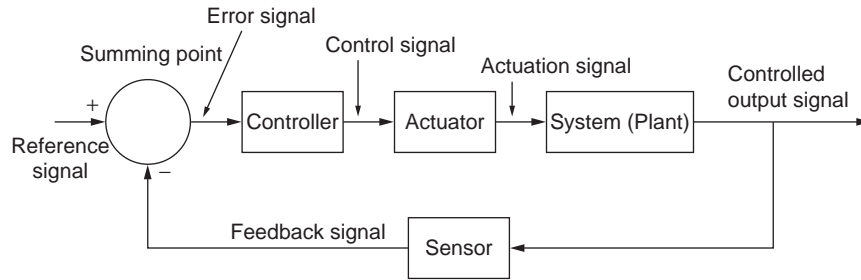 Error signal
Summing point
Control signal
Actuation signal
Controlled
output signal
+
Controller
Actuator
System (Plant)
Reference
signal
−
Feedback signal
Sensor